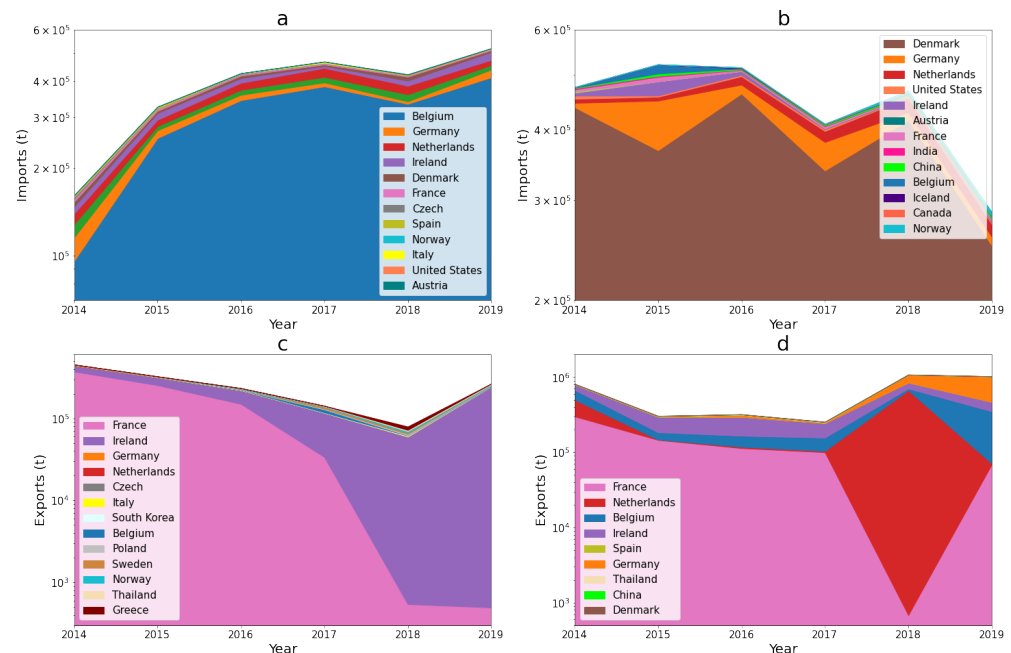 a
6 × 10⁵
4 × 10⁵
3 × 10⁵
2 × 10⁵
10⁵
Imports (t)
Belgium
Germany
Netherlands
Ireland
Denmark
France
Czech
Spain
Norway
Italy
United States
Austria
2014 2015 2016 2017 2018 2019
Year
b
6 × 10⁵
4 × 10⁵
3 × 10⁵
2 × 10⁵
Imports (t)
Denmark
Germany
Netherlands
United States
Ireland
Austria
France
India
China
Belgium
Iceland
Canada
Norway
2014 2015 2016 2017 2018 2019
Year
c
10⁵
10⁴
10³
Exports (t)
France
Ireland
Germany
Netherlands
Czech
Italy
South Korea
Belgium
Poland
Sweden
Norway
Thailand
Greece
2014 2015 2016 2017 2018 2019
Year
d
10⁶
10⁵
10⁴
10³
Exports (t)
France
Netherlands
Belgium
Ireland
Spain
Germany
Thailand
China
Denmark
2014 2015 2016 2017 2018 2019
Year